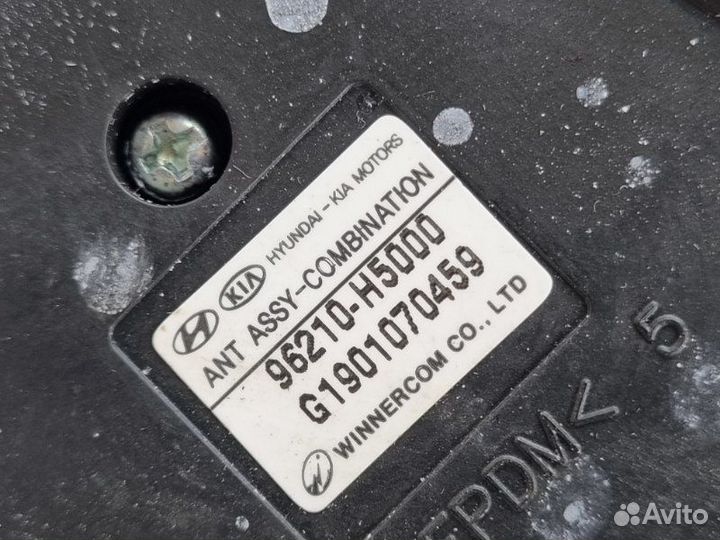 KIA HYUNDAI - KIA MOTORS
ANT ASSY-COMBINATION
96210-H5000
G1901070459
WINNERCOM CO., LTD
EPDM< 5
Avito